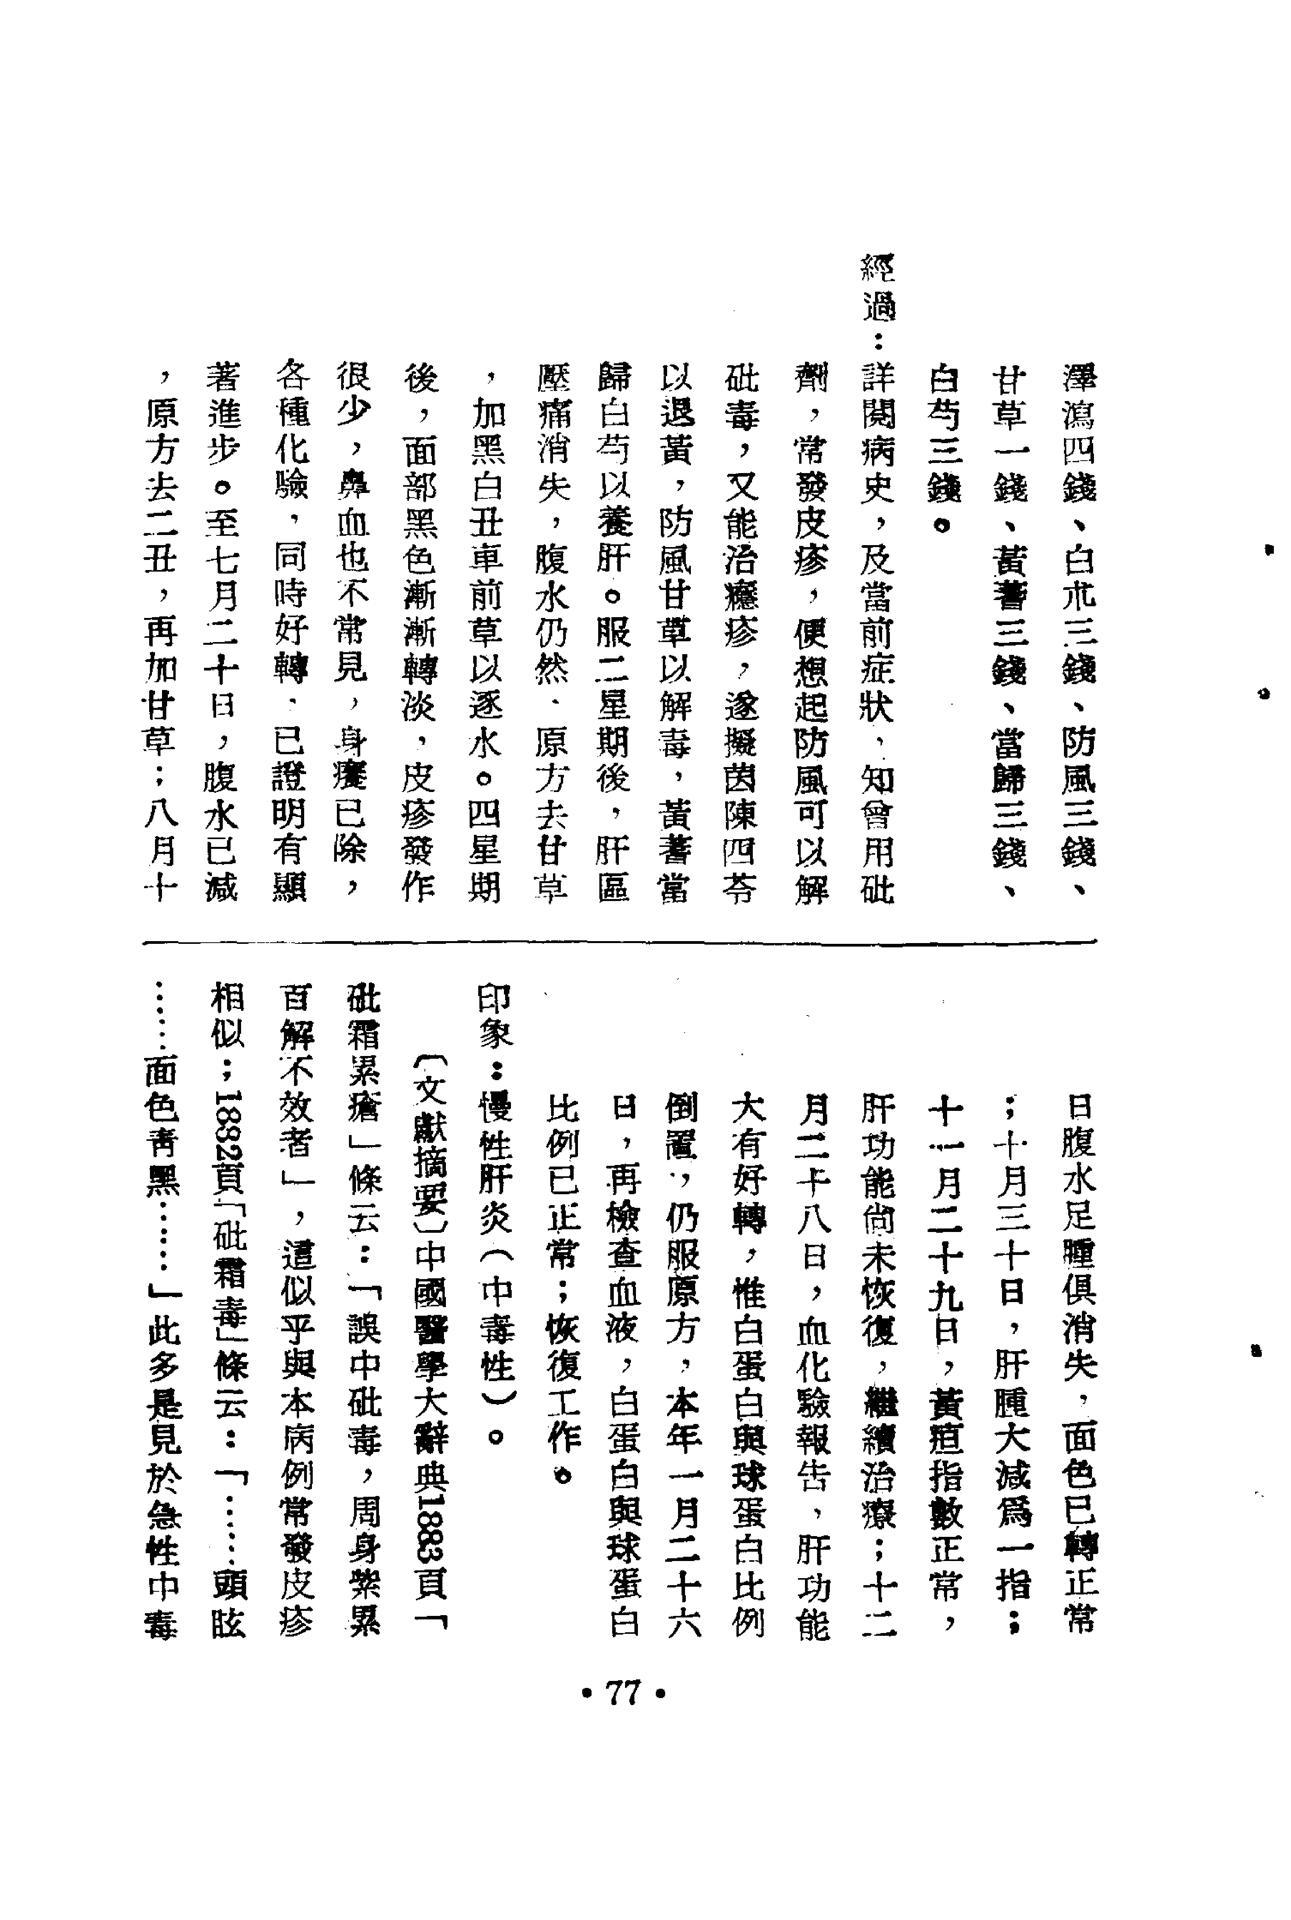 澤瀉四錢、白朮三錢、防風三錢、
甘草一錢、黃蓍三錢、當歸三錢、
白芍三錢。
經過：詳閱病史，及當前症狀，知曾用砒
劑，常發皮疹，便想起防風可以解
砒毒，又能治癮疹，遂擬茵陳四苓
以退黃，防風甘草以解毒，黃蓍當
歸白芍以養肝。服二星期後，肝區
壓痛消失，腹水仍然，原方去甘草
，加黑白丑車前草以逐水。四星期
後，面部黑色漸漸轉淡，皮疹發作
很少，鼻血也不常見，身癢已除，
各種化驗，同時好轉，已證明有顯
著進步。至七月二十日，腹水已減
，原方去二丑，再加甘草；八月十
日腹水足腫俱消失，面色已轉正常
；十月三十日，肝腫大減爲一指；
十一月二十九日，黃疸指數正常，
肝功能尙未恢復，繼續治療；十二
月二十八日，血化驗報吿，肝功能
大有好轉，惟白蛋白與球蛋白比例
倒置，仍服原方，本年一月二十六
日，再檢查血液，白蛋白與球蛋白
比例已正常；恢復工作。
印象：慢性肝炎（中毒性）。
〔文獻摘要〕中國醫學大辭典1883頁「
砒霜累瘡」條云：「誤中砒毒，周身紫累
百解不效者」，這似乎與本病例常發皮疹
相似；1882頁「砒霜毒」條云：「……頭眩
……面色靑黑……」此多是見於急性中毒
•77•